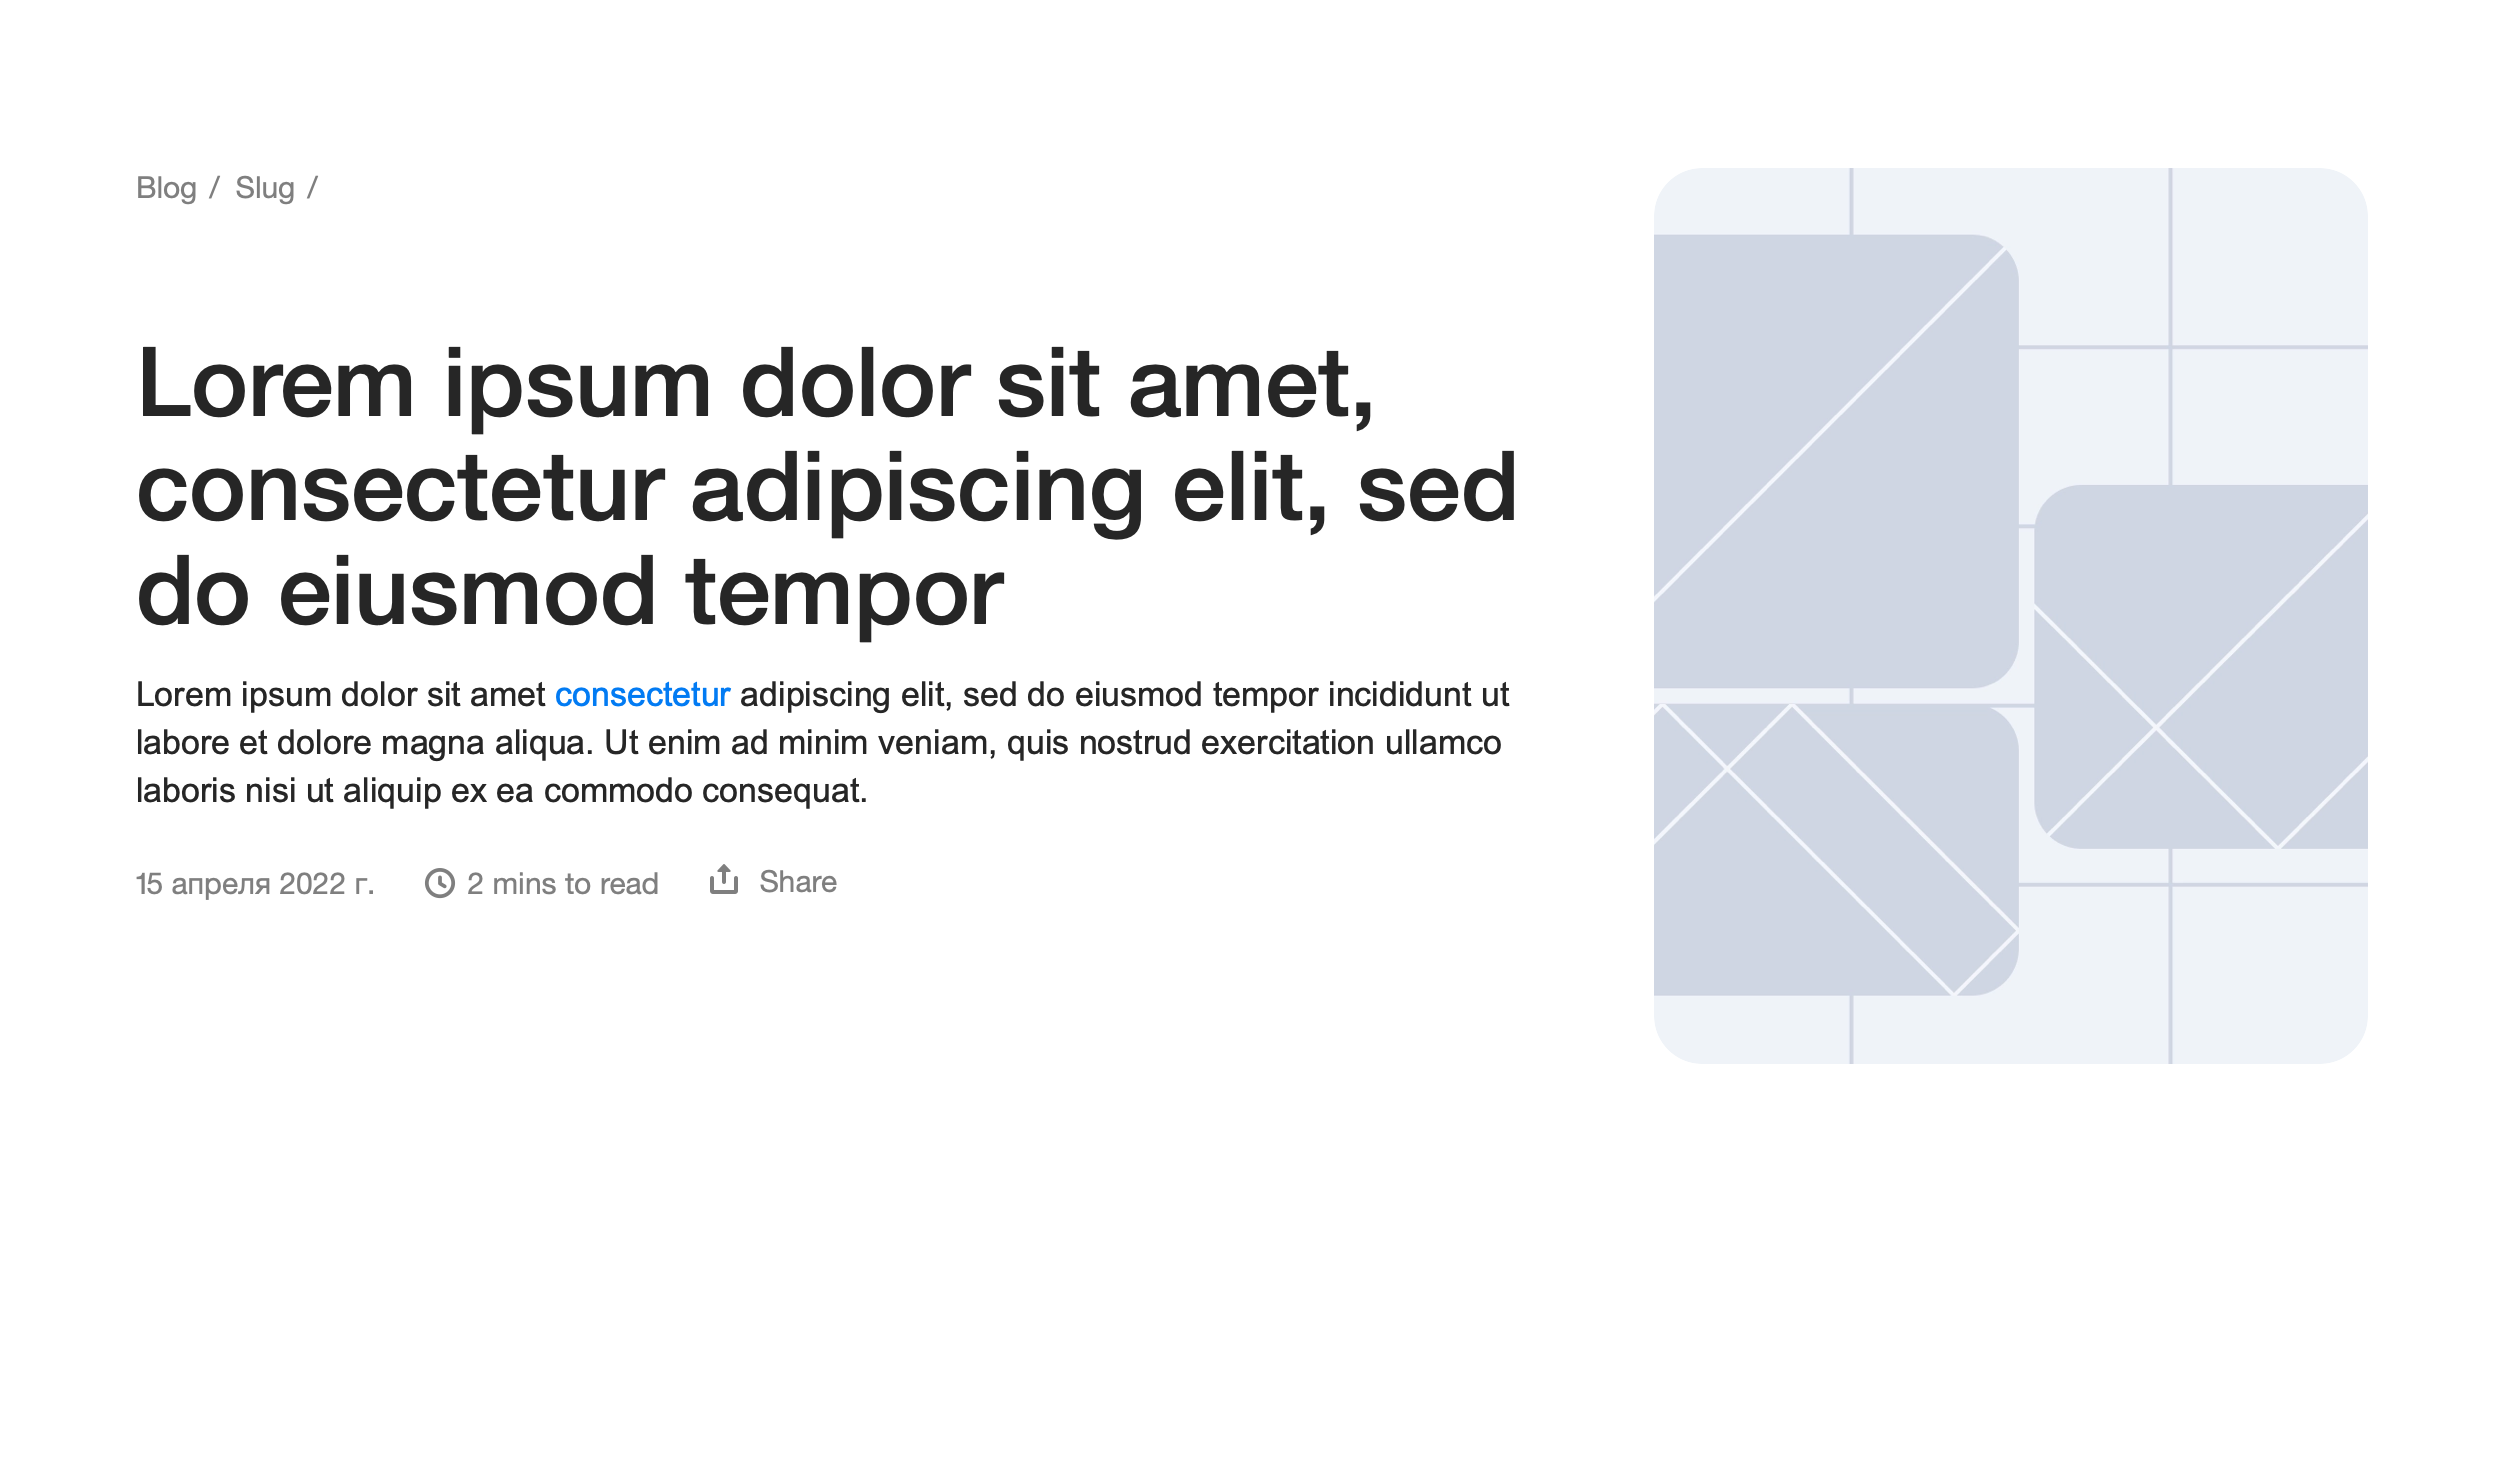 Blog / Slug /
Lorem ipsum dolor sit amet,
consectetur adipiscing elit, sed
do eiusmod tempor
Lorem ipsum dolor sit amet consectetur adipiscing elit, sed do eiusmod tempor incididunt ut
labore et dolore magna aliqua. Ut enim ad minim veniam, quis nostrud exercitation ullamco
laboris nisi ut aliquip ex ea commodo consequat.
15 апреля 2022 г. 2 mins to read Share